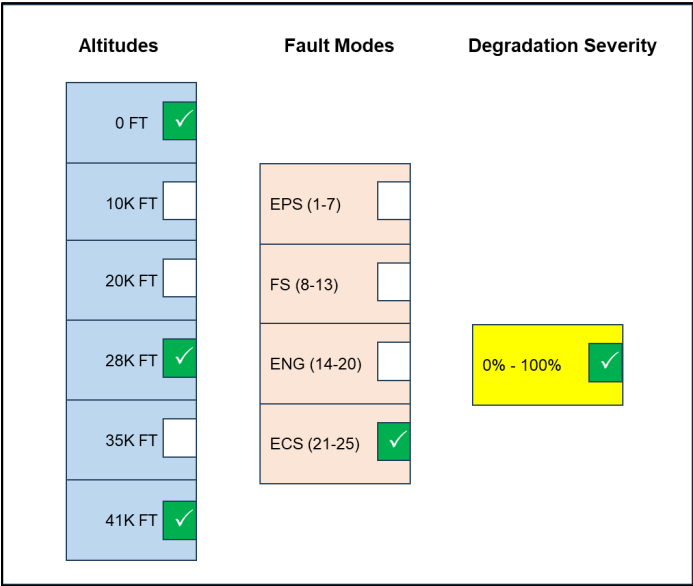 Altitudes
Fault Modes
Degradation Severity
0 FT
10K FT
20K FT
28K FT
35K FT
41K FT
EPS (1-7)
FS (8-13)
ENG (14-20)
ECS (21-25)
0% - 100%